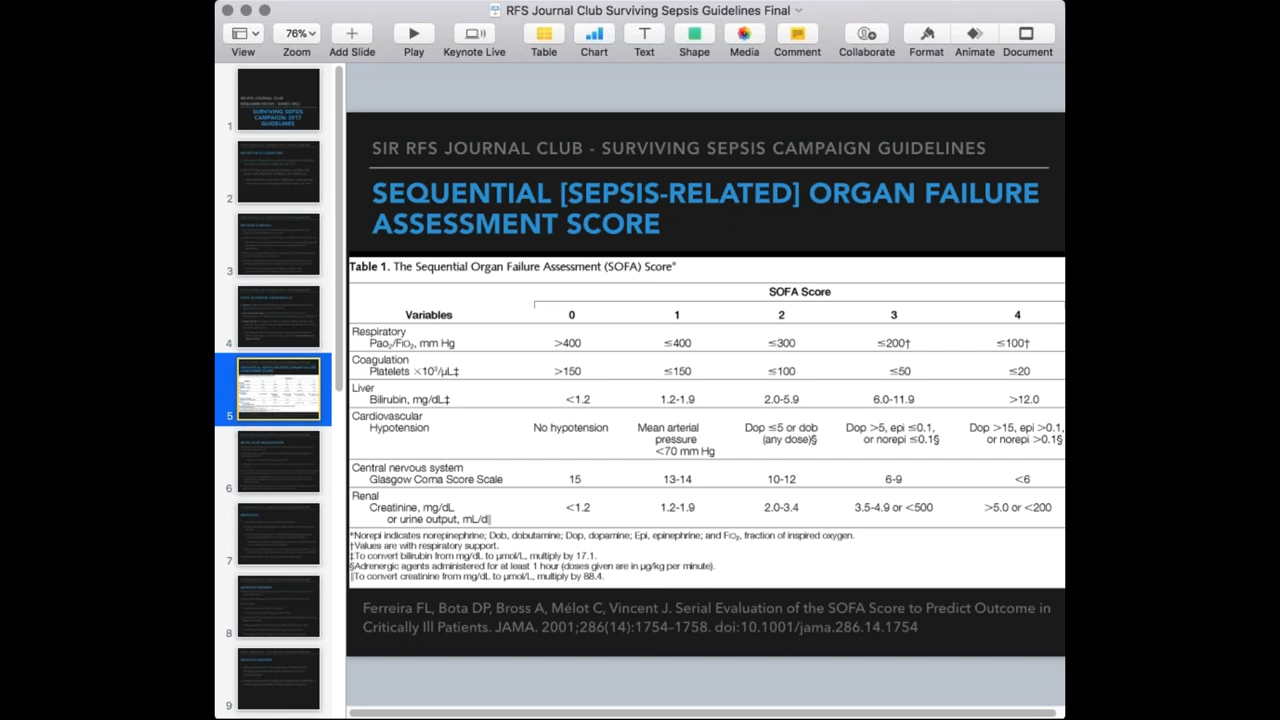 RFS Journal Club Surviving Sepsis Guidelines Final
76%
View Zoom Add Slide Play Keynote Live Table Chart Text Shape Media Comment Collaborate Format Animate Document
SURVIVING SEPSIS
CAMPAIGN: 2017
GUIDELINES
1
2
3
4
5
6
7
8
9
SIR RFS JOURNAL CLUB - SURVIVING SEPSIS CAMPAIGN GUIDELINES
SEQUENTIAL [SEPSIS-RELATED] ORGAN FAILURE
ASSESSMENT SCORE
Table 1. The Sequential Organ Failure Assessment (SOFA) Score*
SOFA Score
Variables 0 1 2 3 4
Respiratory
Pao₂/FIO₂, mm Hg >400 ≤400 ≤300 ≤200† ≤100†
Coagulation
Platelets ×10³/μL‡ >150 ≤150 ≤100 ≤50 ≤20
Liver
Bilirubin, mg/dL‡ <1.2 1.2-1.9 2.0-5.9 6.0-11.9 >12.0
Cardiovascular
Hypotension No hypotension Mean arterial Dop ≤5 or dob Dop >5, epi ≤0.1, Dop >15, epi >0.1,
pressure (any dose)§ or norepi ≤0.1§ or norepi >0.1§
<70 mm Hg
Central nervous system
Glasgow Coma Score Scale 15 13-14 10-12 6-9 <6
Renal
Creatinine, mg/dL <1.2 1.2-1.9 2.0-3.4 3.5-4.9 or <500 >5.0 or <200
or urine output, mL/d||
*Norepi indicates norepinephrine; Dob, dobutamine; Dop, dopamine; Epi, epinephrine; and FIO₂, fraction of inspired oxygen.
†Values are with respiratory support.
‡To convert bilirubin from mg/dL to μmol/L, multiply by 17.1.
§Adrenergic agents administered for at least 1 hour (doses given are in μg/kg per minute).
||To convert creatinine from mg/dL to μmol/L, multiply by 88.4.
Ferreira FL, Bota DP, Bross A, Mélot C, Vincent J. Serial Evaluation of the SOFA Score to Predict Outcome in
Critically Ill Patients. JAMA. 2001;286(14):1754–1758. doi:10.1001/jama.286.14.1754